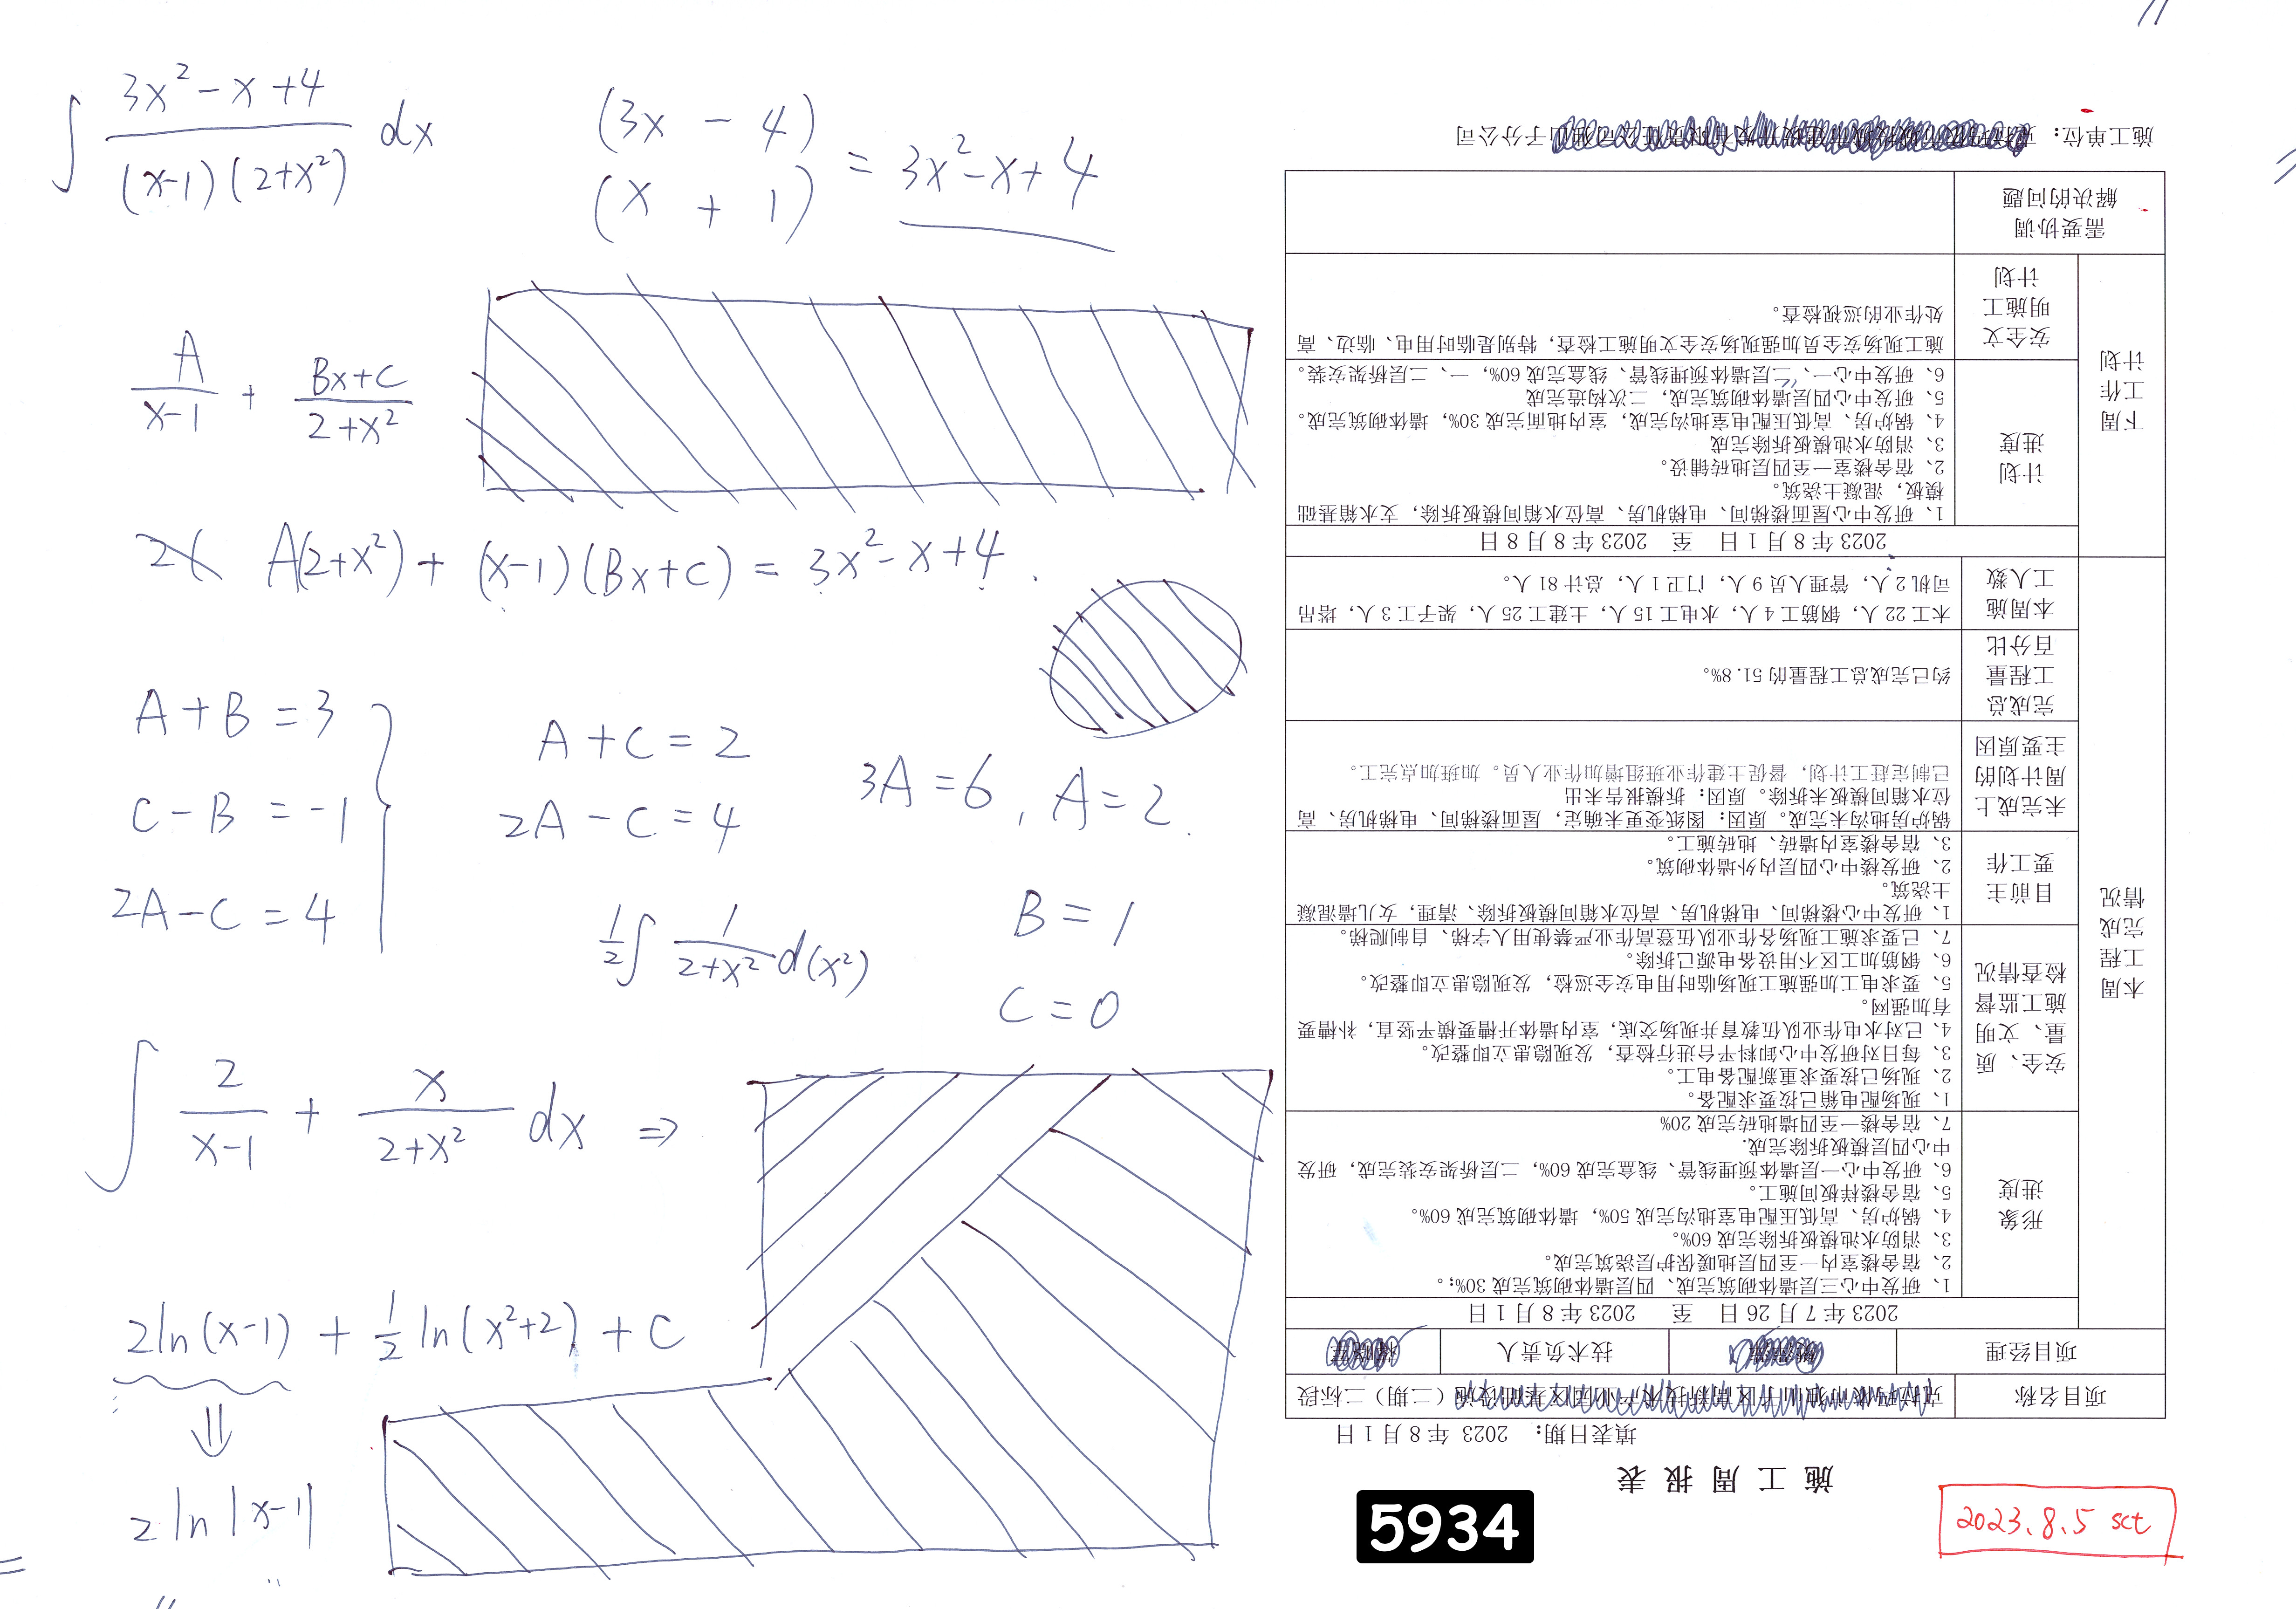 ∫ (3x²-x+4)/((x-1)(2+x²)) dx
(3x - 4)
(x + 1)
= 3x²-x+4
A/(x-1) + (Bx+C)/(2+x²)
A(2+x²) + (x-1)(Bx+C) = 3x²-x+4.
A+B=3
C-B=-1
2A-C=4
A+C=2
2A-C=4
3A=6, A=2.
B=1
C=0
½∫ 1/(2+x²) d(x²)
∫ 2/(x-1) + x/(2+x²) dx ⇒
2ln(x-1) + ½ln(x²+2) + C
⇓
2ln|x-1|
施工周报表
填表日期: 2023 年 8 月 1 日
项目名称
(二期)二标段
项目经理
技术负责人
本周工程完成情况
2023 年 7 月 26 日 至 2023 年 8 月 1 日
形象进度
1、研发中心三层墙体砌筑完成、四层墙体砌筑完成 30%;。
2、宿舍楼室内一至四层地暖保护层浇筑完成。
3、消防水池模板拆除完成 60%。
4、锅炉房、高低压配电室地沟完成 50%,墙体砌筑完成 60%。
5、宿舍楼样板间施工。
6、研发中心一层墙体预埋线管、线盒完成 60%,二层桥架安装完成,研发
中心四层模板拆除完成.
7、宿舍楼一至四墙地砖完成 20%
安全、质量、文明施工监督检查情况
1、现场配电箱已按要求配备。
2、现场已按要求重新配备电工。
3、每日对研发中心卸料平台进行检查,发现隐患立即整改。
4、已对水电作业队伍教育并现场交底,室内墙体开槽要横平竖直,补槽要
有加强网。
5、要求电工加强施工现场临时用电安全巡检,发现隐患立即整改。
6、钢筋加工区不用设备电源已拆除。
7、已要求施工现场各作业队伍登高作业严禁使用人字梯、自制爬梯。
目前主要工作
1、研发中心楼梯间、电梯机房、高位水箱间模板拆除、清理,女儿墙混凝
土浇筑。
2、研发楼中心四层内外墙体砌筑。
3、宿舍楼室内墙砖、地砖施工。
未完成上周计划的主要原因
锅炉房地沟未完成。原因:图纸变更未确定,屋面楼梯间、电梯机房、高
位水箱间模板未拆除。原因:拆模报告未出
已制定赶工计划,督促土建作业班组增加作业人员。加班加点完工。
完成总工程量百分比
约已完成总工程量的 51.8%。
本周施工人数
木工 22 人,钢筋工 4 人,水电工 15 人,土建工 25 人,架子工 3 人,塔吊
司机 2 人,管理人员 9 人,门卫 1 人,总计 81 人。
下周工作计划
2023 年 8 月 1 日 至 2023 年 8 月 8 日
计划进度
1、研发中心屋面楼梯间、电梯机房、高位水箱间模板拆除,支水箱基础
模板,混凝土浇筑。
2、宿舍楼室一至四层地砖铺设。
3、消防水池模板拆除完成
4、锅炉房、高低压配电室地沟完成,室内地面完成 30%,墙体砌筑完成。
5、研发中心四层墙体砌筑完成,二次构造完成
6、研发中心一、二层墙体预埋线管、线盒完成 60%,一、二层桥架安装。
安全文明施工计划
施工现场安全员加强现场安全文明施工检查,特别是临时用电、临边、高
处作业的巡视检查。
需要协调解决的问题
施工单位:
子分公司
5934
2023.8.5 sct